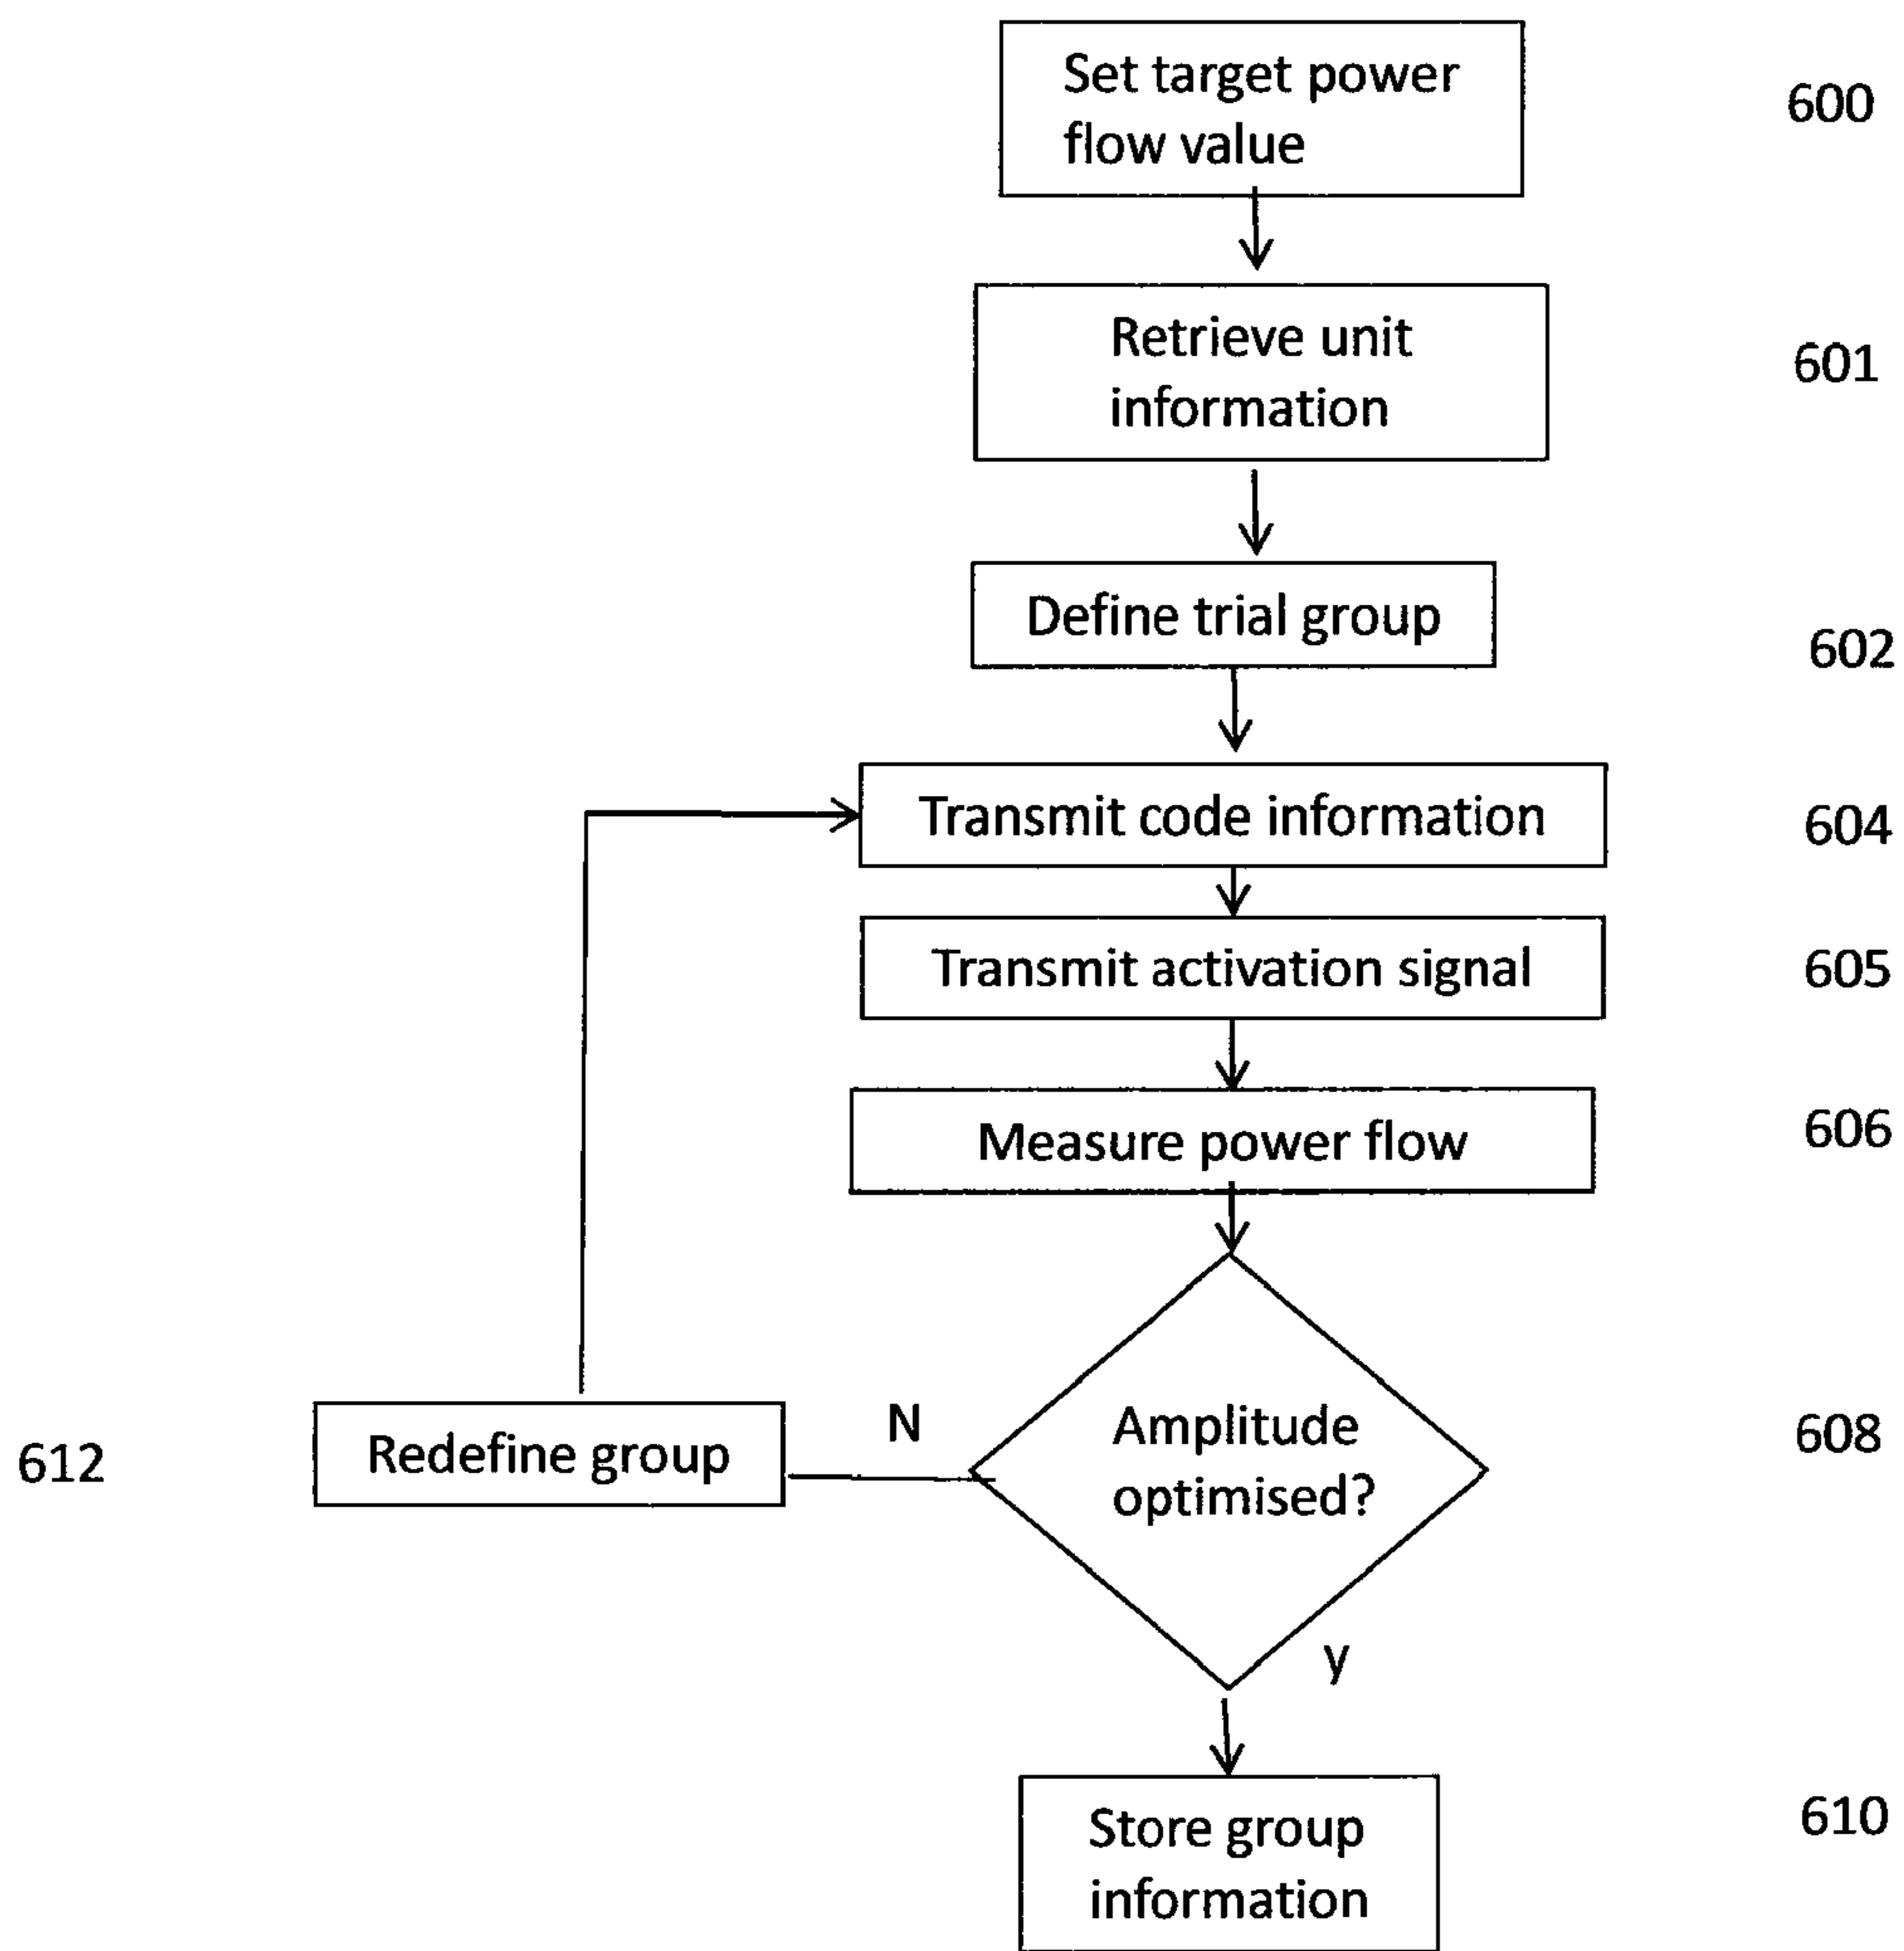 Set target power
flow value
600
Retrieve unit
information
601
Define trial group
602
Transmit code information
604
Transmit activation signal
605
Measure power flow
606
Amplitude
optimised?
608
N
Redefine group
612
y
Store group
information
610